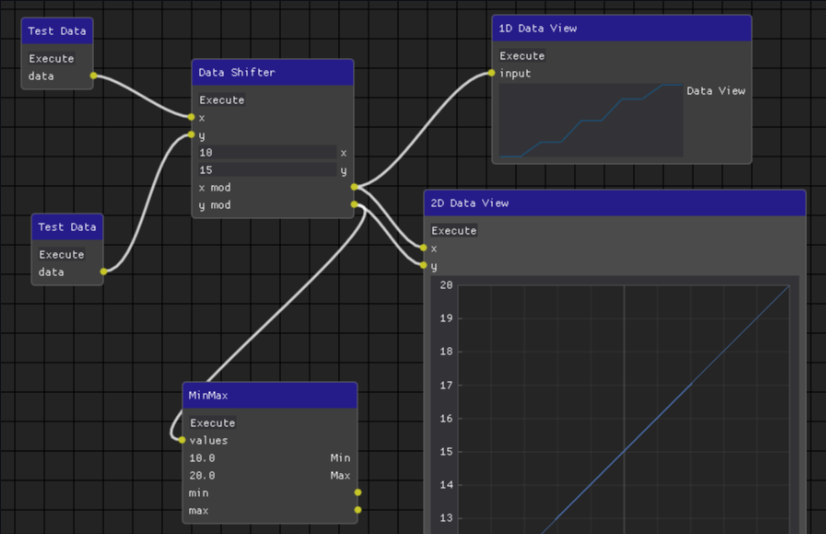 Test Data
Execute
data
Data Shifter
Execute
x
y
10 x
15 y
x mod
y mod
1D Data View
Execute
input
Data View
Test Data
Execute
data
2D Data View
Execute
x
y
20
19
18
17
16
15
14
13
MinMax
Execute
values
10.0 Min
20.0 Max
min
max